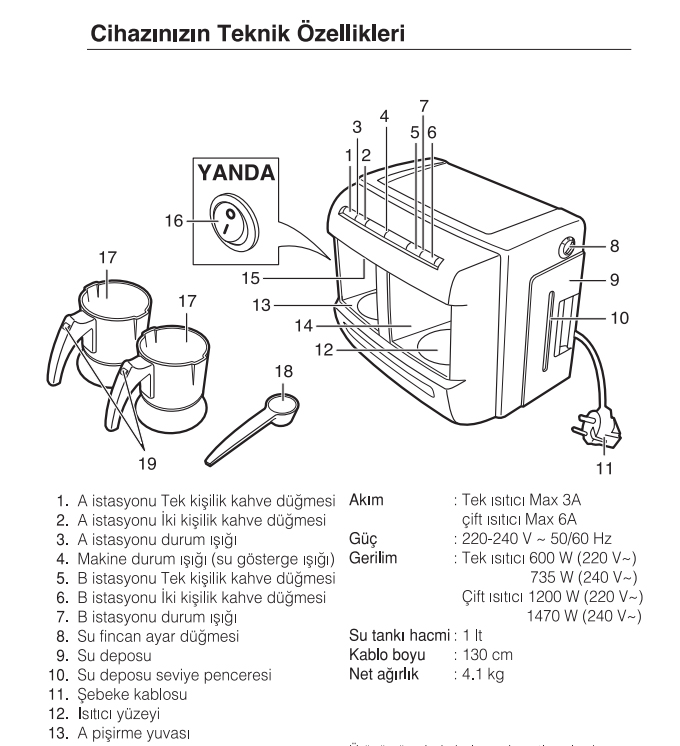 Cihazınızın Teknik Özellikleri
7
4
3
5 6
1 2
YANDA
16
8
17
15
9
13
17
10
14
12
18
19
11
1. A istasyonu Tek kişilik kahve düğmesi
2. A istasyonu İki kişilik kahve düğmesi
3. A istasyonu durum ışığı
4. Makine durum ışığı (su gösterge ışığı)
5. B istasyonu Tek kişilik kahve düğmesi
6. B istasyonu İki kişilik kahve düğmesi
7. B istasyonu durum ışığı
8. Su fincan ayar düğmesi
9. Su deposu
10. Su deposu seviye penceresi
11. Şebeke kablosu
12. Isıtıcı yüzeyi
13. A pişirme yuvası
Akım : Tek ısıtıcı Max 3A
çift ısıtıcı Max 6A
Güç : 220-240 V ~ 50/60 Hz
Gerilim : Tek ısıtıcı 600 W (220 V~)
735 W (240 V~)
Çift ısıtıcı 1200 W (220 V~)
1470 W (240 V~)
Su tankı hacmi : 1 lt
Kablo boyu : 130 cm
Net ağırlık : 4.1 kg